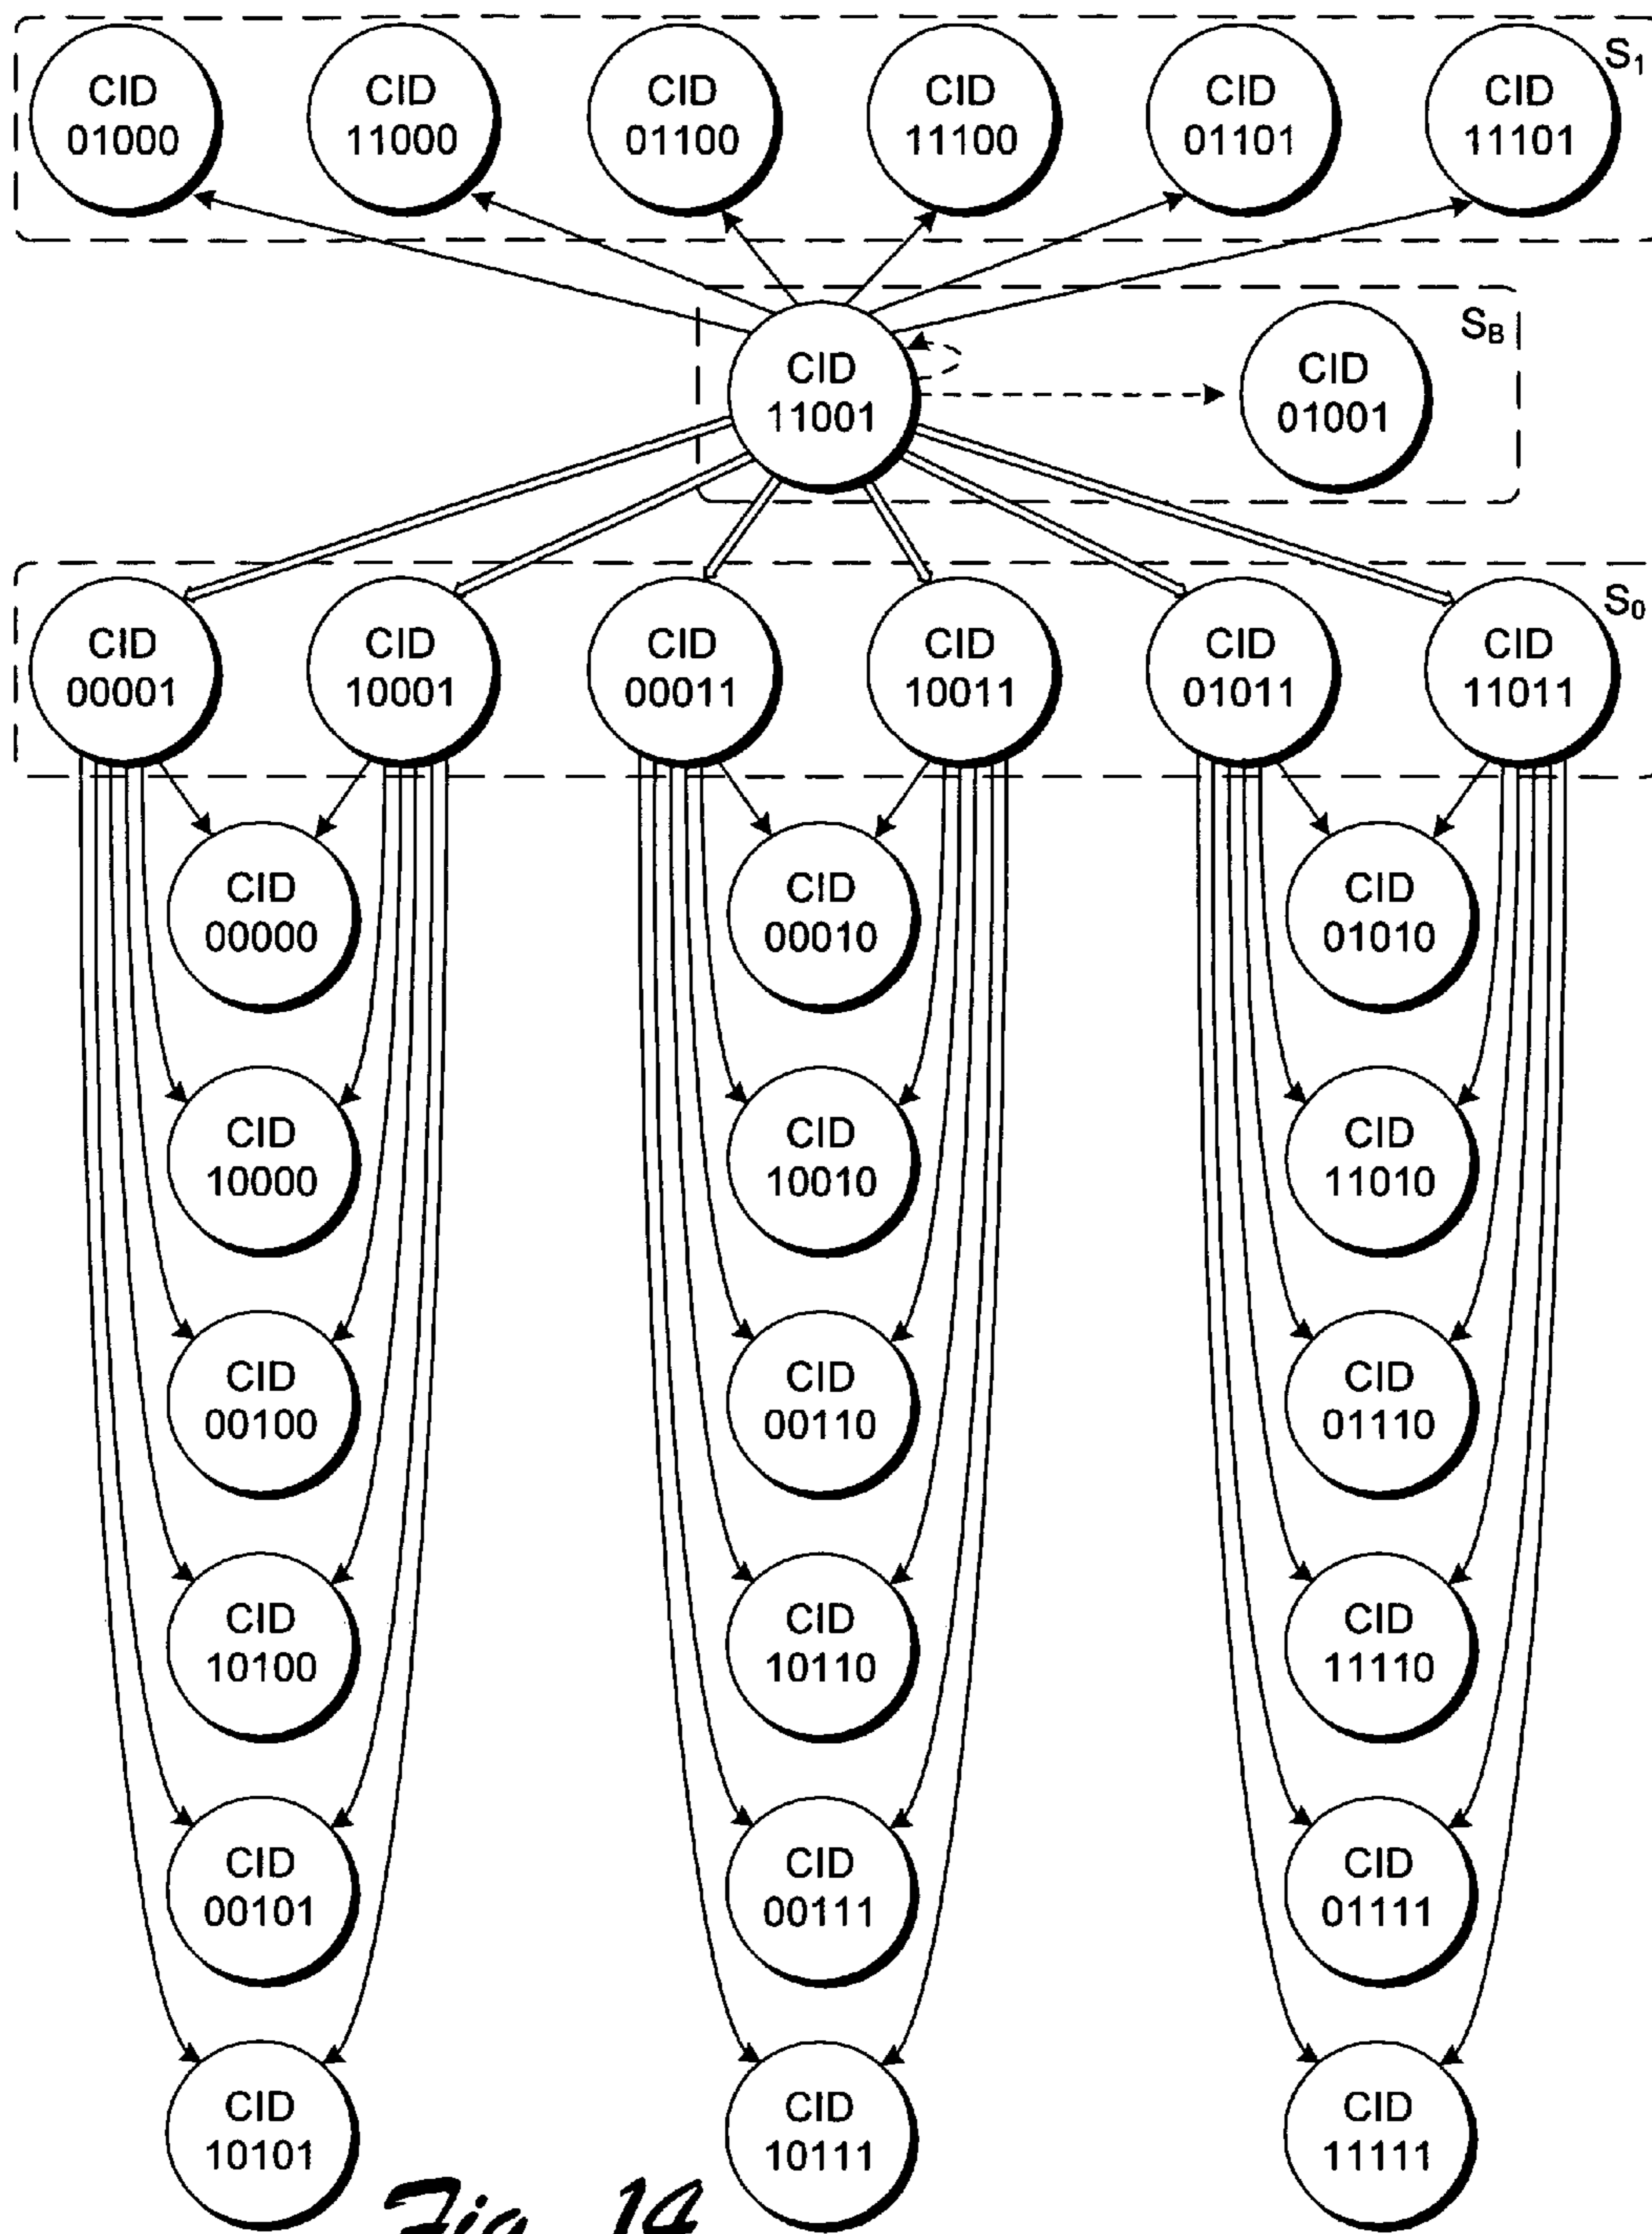 CID
01000
CID
11000
CID
01100
CID
11100
CID
01101
CID
11101
S1
CID
11001
CID
01001
SB
CID
00001
CID
10001
CID
00011
CID
10011
CID
01011
CID
11011
S0
CID
00000
CID
00010
CID
01010
CID
10000
CID
10010
CID
11010
CID
00100
CID
00110
CID
01110
CID
10100
CID
10110
CID
11110
CID
00101
CID
00111
CID
01111
CID
10101
CID
10111
CID
11111
Fig. 14